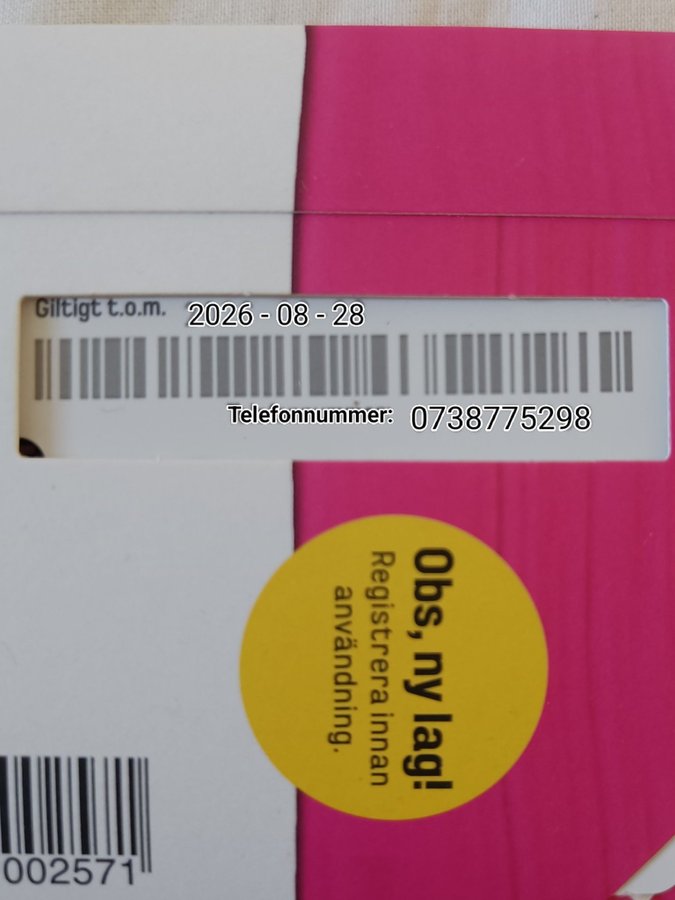 Giltigt t.o.m. 2026 - 08 - 28
Telefonnummer: 0738775298
Obs, ny lag!
Registrera innan
användning.
002571